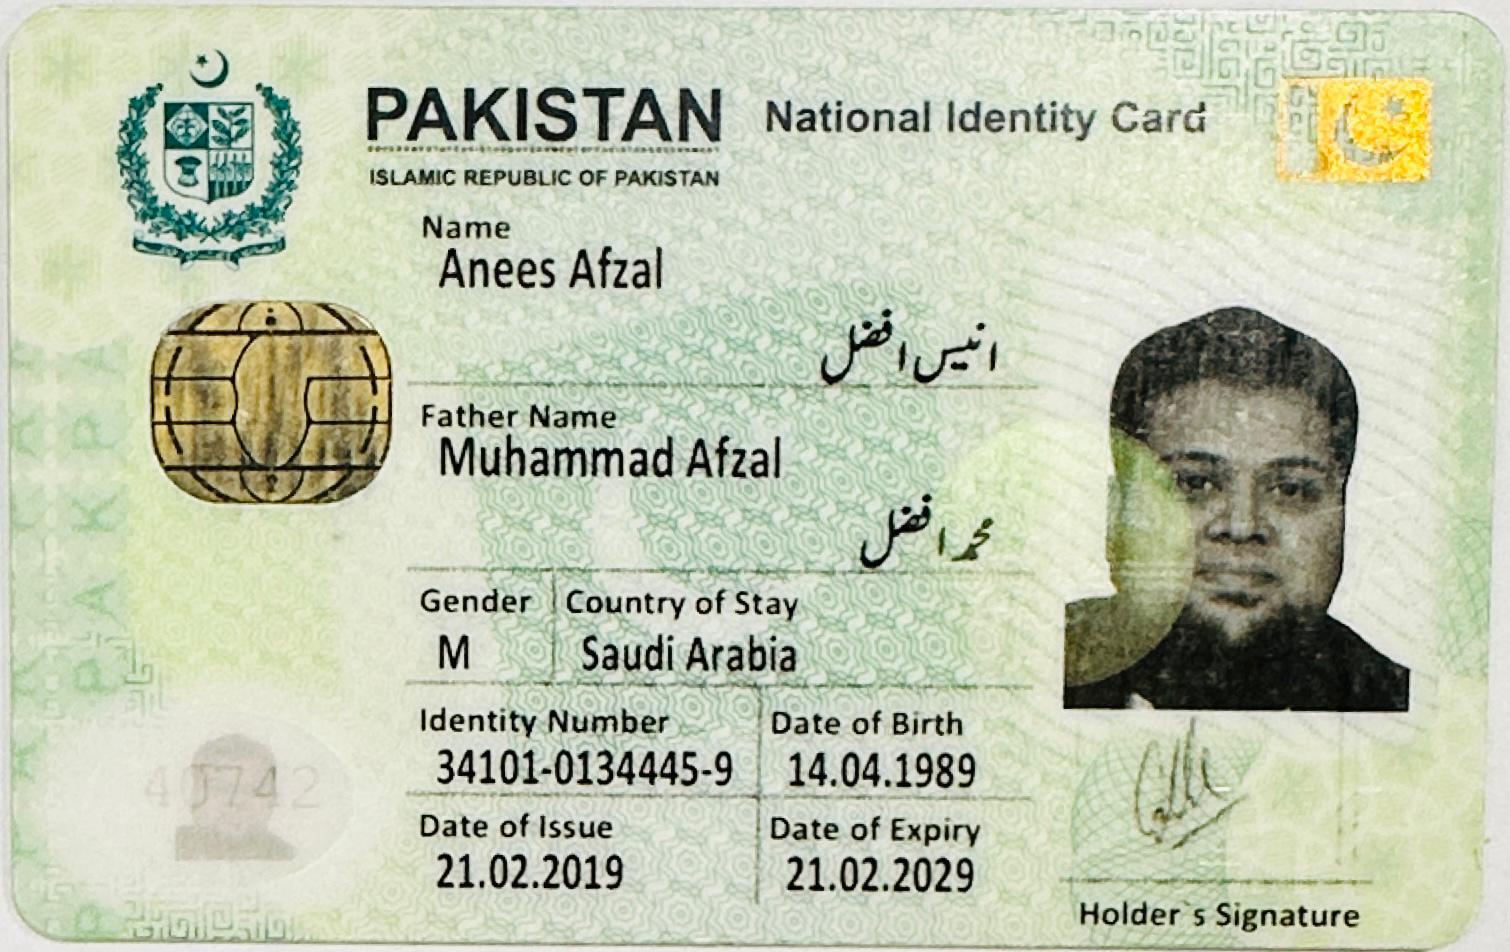 PAKISTAN National Identity Card
ISLAMIC REPUBLIC OF PAKISTAN
Name
Anees Afzal
انیس افضل
Father Name
Muhammad Afzal
محمد افضل
Gender Country of Stay
M Saudi Arabia
Identity Number Date of Birth
34101-0134445-9 14.04.1989
Date of Issue Date of Expiry
21.02.2019 21.02.2029
Holder s Signature